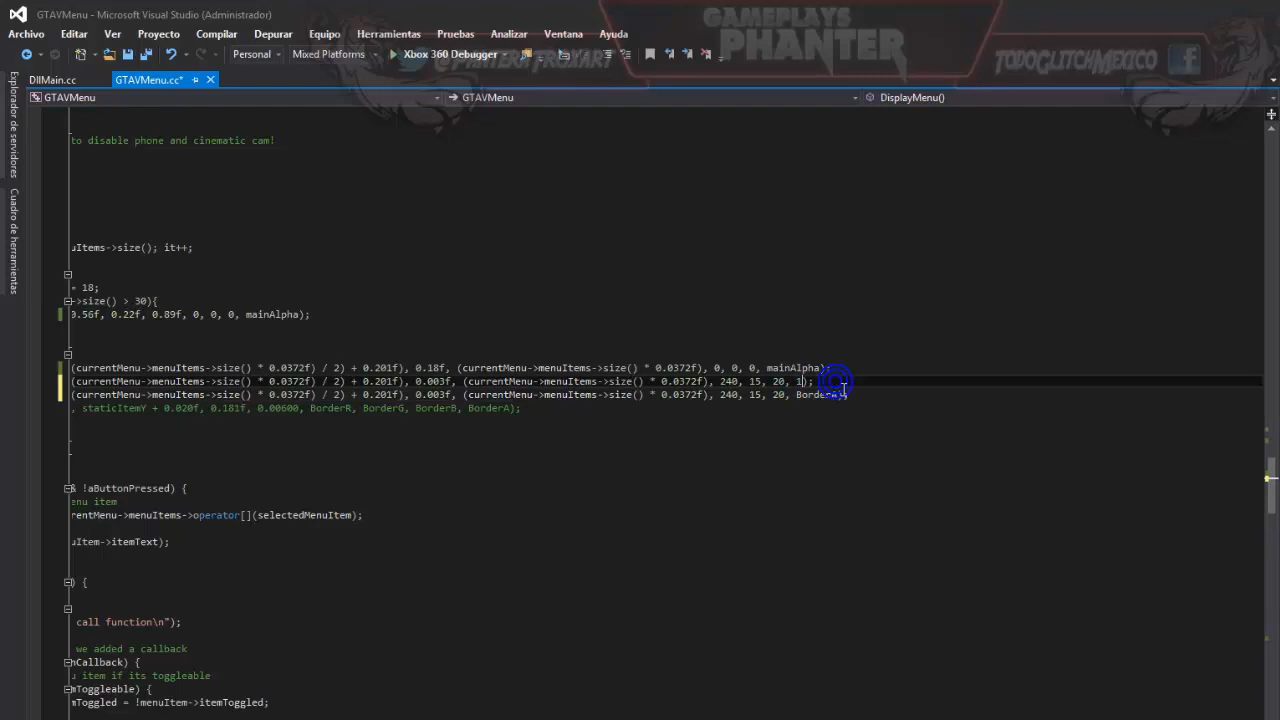 GTAVMenu - Microsoft Visual Studio (Administrador)
Archivo Editar Ver Proyecto Compilar Depurar Equipo Herramientas Pruebas Analizar Ventana Ayuda
GAMEPLAYS
PHANTER
Personal Mixed Platforms Xbox 360 Debugger
TODOGLITCHMEXICO
DllMain.cc GTAVMenu.cc*
GTAVMenu GTAVMenu DisplayMenu()
Explorador de servidores
Cuadro de herramientas
to disable phone and cinematic cam!
uItems->size(); it++;
= 18;
->size() > 30){
0.56f, 0.22f, 0.89f, 0, 0, 0, mainAlpha);
(currentMenu->menuItems->size() * 0.0372f) / 2) + 0.201f), 0.18f, (currentMenu->menuItems->size() * 0.0372f), 0, 0, 0, mainAlpha);
(currentMenu->menuItems->size() * 0.0372f) / 2) + 0.201f), 0.003f, (currentMenu->menuItems->size() * 0.0372f), 240, 15, 20, 1);
(currentMenu->menuItems->size() * 0.0372f) / 2) + 0.201f), 0.003f, (currentMenu->menuItems->size() * 0.0372f), 240, 15, 20, BorderA);
, staticItemY + 0.020f, 0.181f, 0.00600, BorderR, BorderG, BorderB, BorderA);
& !aButtonPressed) {
enu item
rentMenu->menuItems->operator[](selectedMenuItem);
uItem->itemText);
) {
call function\n");
we added a callback
nCallback) {
u item if its toggleable
mToggleable) {
mToggled = !menuItem->itemToggled;